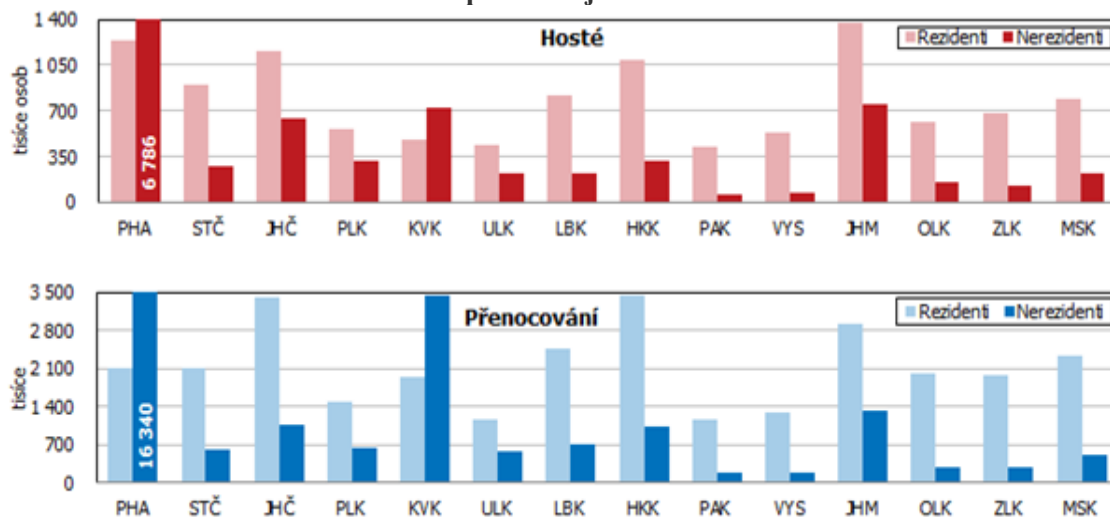 Hosté
Rezidenti Nerezidenti
tisíce osob
1 400
1 050
700
350
0
6 786
PHA STČ JHČ PLK KVK ULK LBK HKK PAK VYS JHM OLK ZLK MSK
Přenocování
Rezidenti Nerezidenti
tisíce
3 500
2 800
2 100
1 400
700
0
16 340
PHA STČ JHČ PLK KVK ULK LBK HKK PAK VYS JHM OLK ZLK MSK